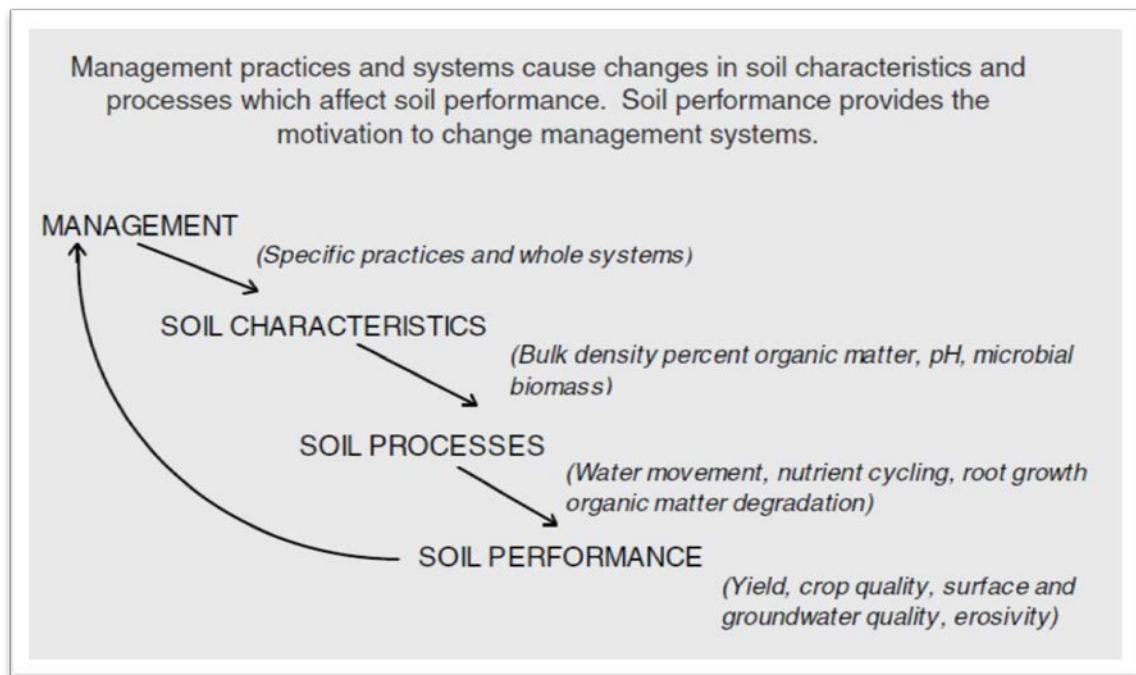 Management practices and systems cause changes in soil characteristics and
processes which affect soil performance.  Soil performance provides the
motivation to change management systems.
MANAGEMENT
(Specific practices and whole systems)
SOIL CHARACTERISTICS
(Bulk density percent organic matter, pH, microbial
biomass)
SOIL PROCESSES
(Water movement, nutrient cycling, root growth
organic matter degradation)
SOIL PERFORMANCE
(Yield, crop quality, surface and
groundwater quality, erosivity)